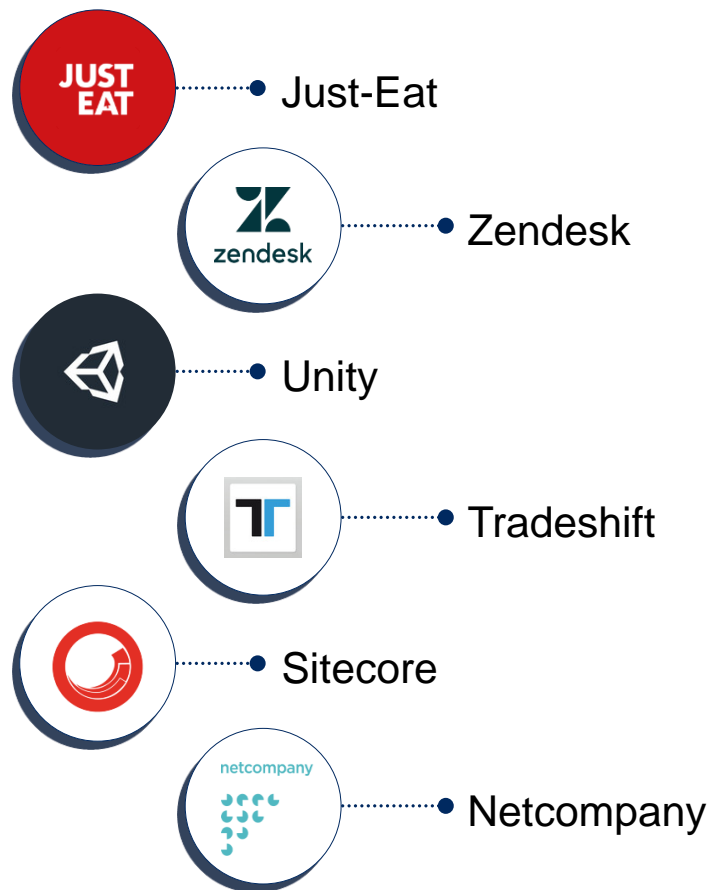 JUST
EAT
Just-Eat
zendesk
Zendesk
Unity
Tradeshift
Sitecore
netcompany
Netcompany